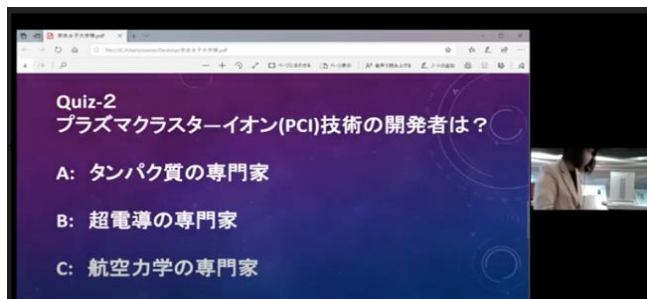 Quiz-2
プラズマクラスターイオン(PCI)技術の開発者は？
A: タンパク質の専門家
B: 超電導の専門家
C: 航空力学の専門家